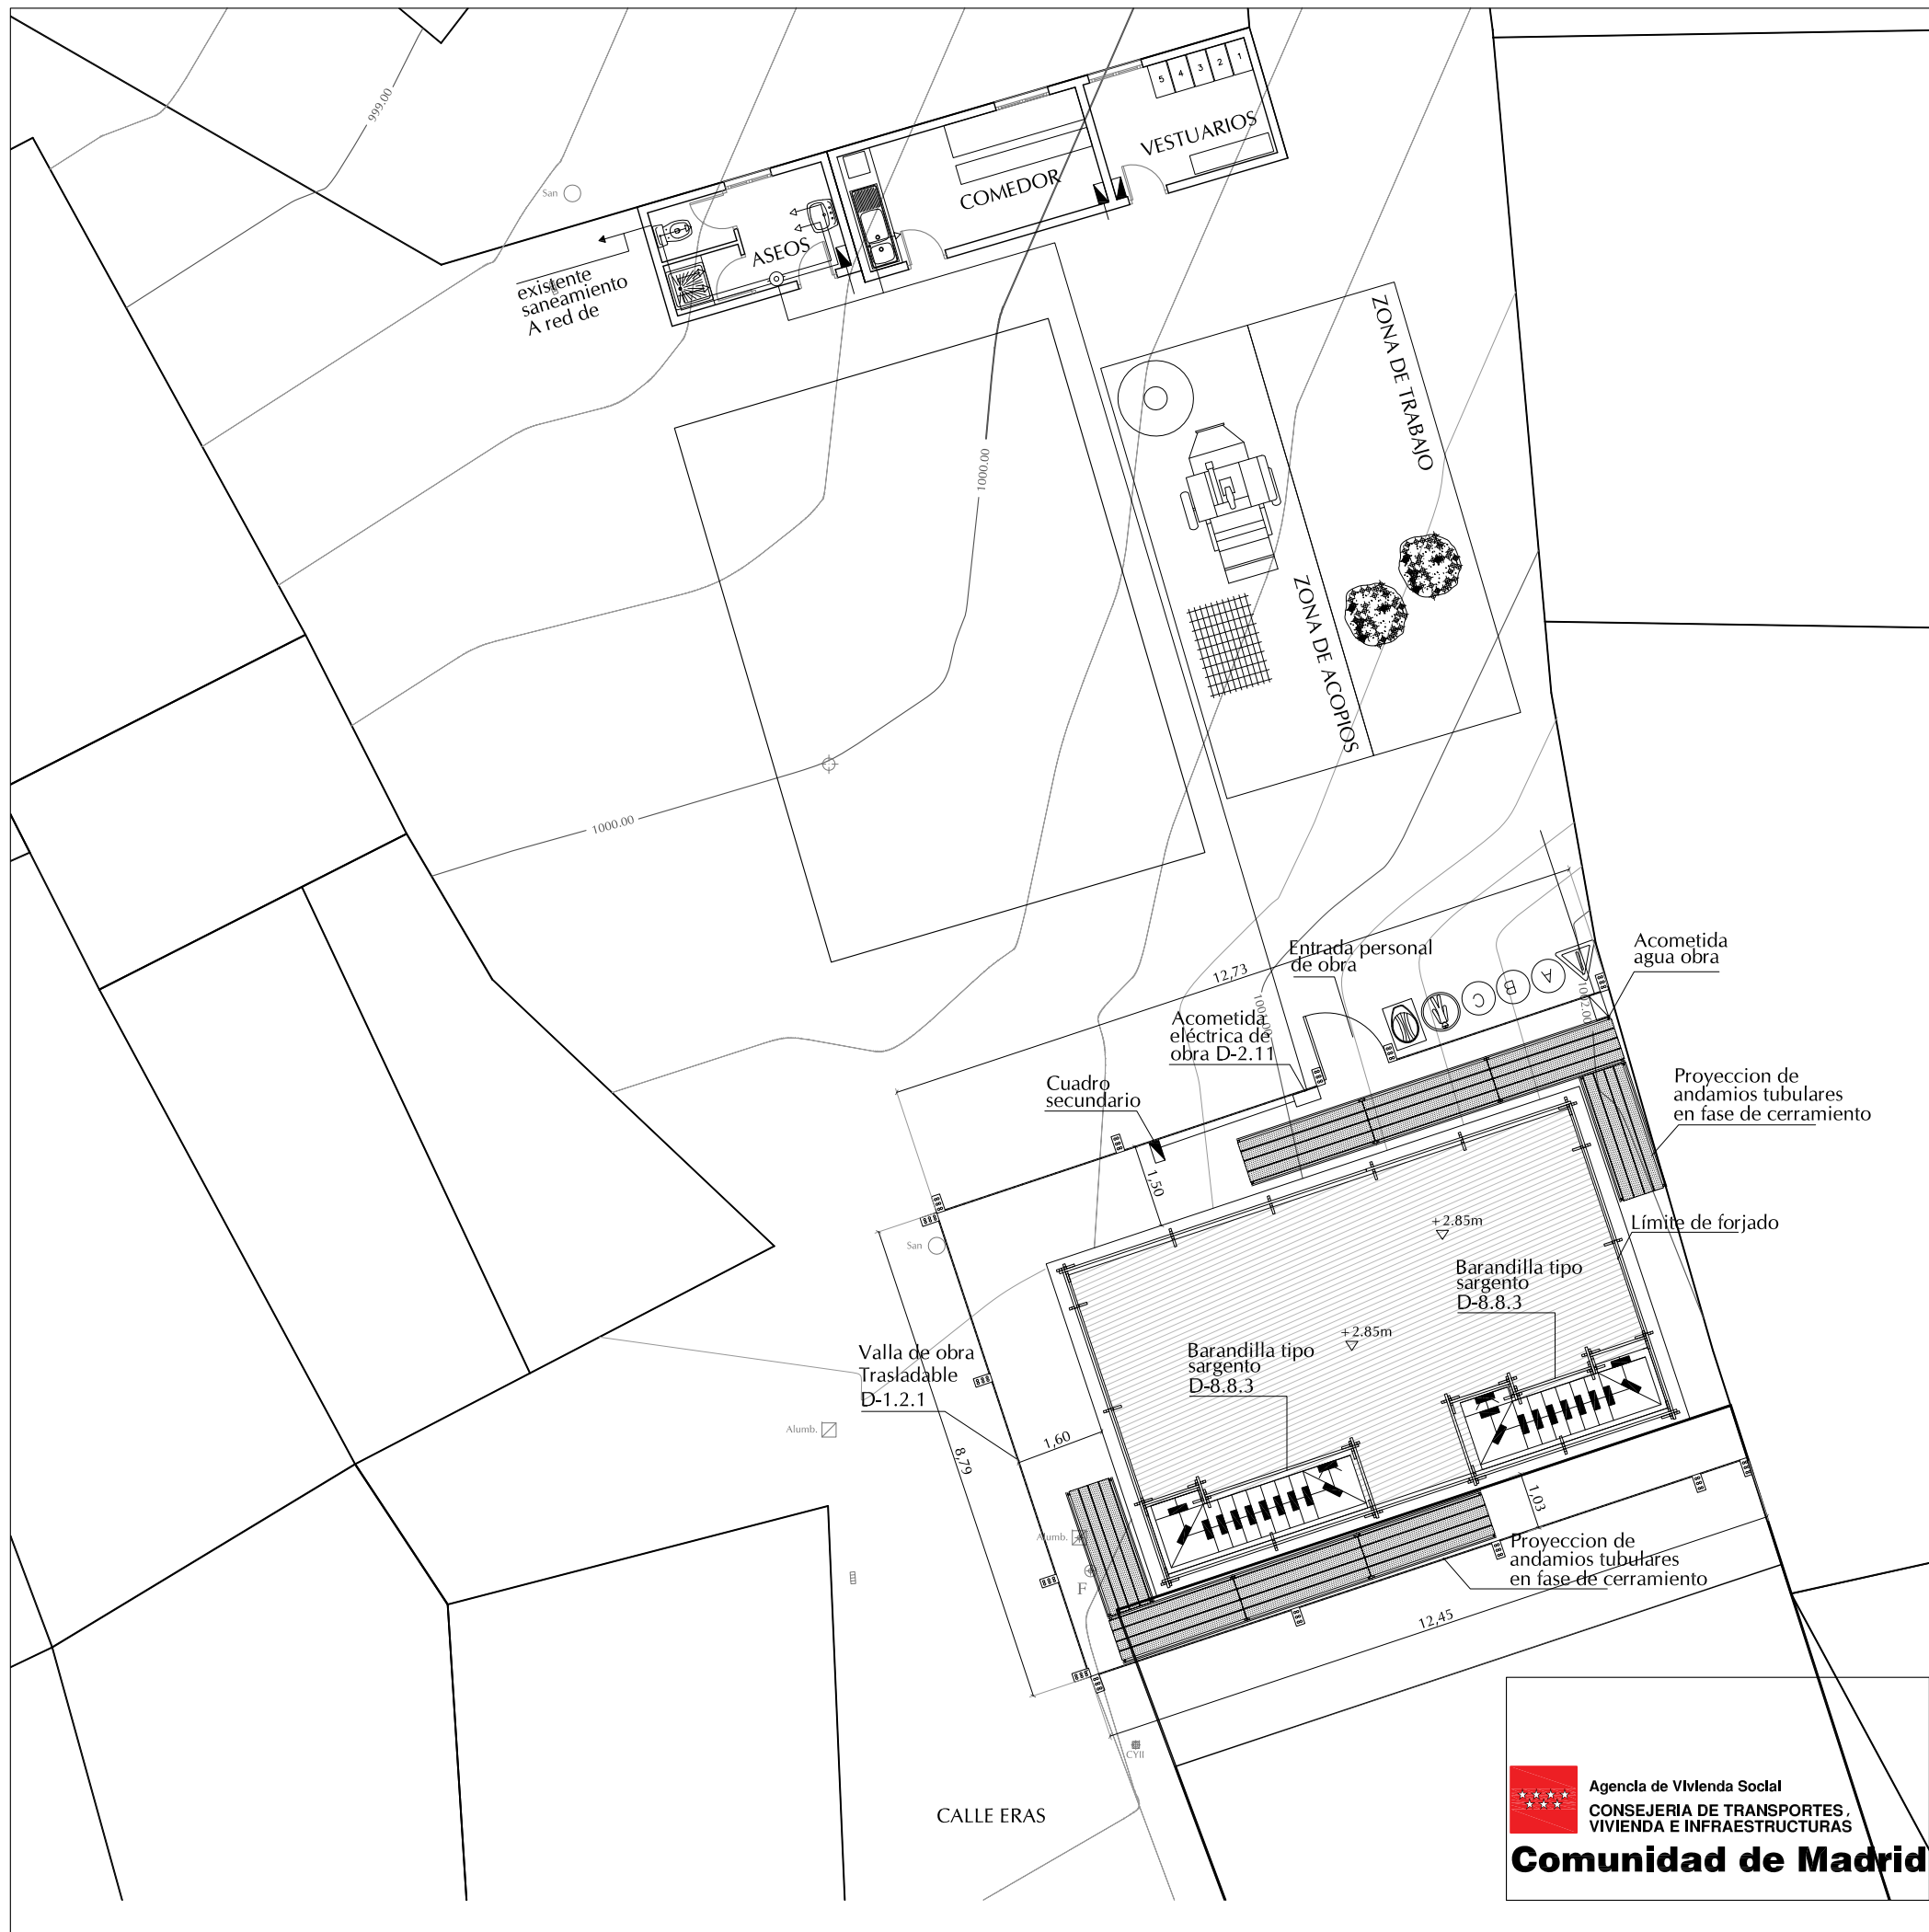 999.00
5
4
3
2
1
VESTUARIOS
COMEDOR
ASEOS
San
existente
saneamiento
A red de
ZONA DE TRABAJO
ZONA DE ACOPIOS
1000.00
1000.00
12,73
Entrada personal
de obra
Acometida
agua obra
A
B
C
1002.00
1001.00
Acometida
eléctrica de
obra D-2.11
Cuadro
secundario
Proyeccion de
andamios tubulares
en fase de cerramiento
1,50
San
+2.85m
Límite de forjado
Barandilla tipo
sargento
D-8.8.3
+2.85m
Barandilla tipo
sargento
D-8.8.3
Valla de obra
Trasladable
D-1.2.1
Alumb.
1,60
8,79
1,03
Alumb.
F
Proyeccion de
andamios tubulares
en fase de cerramiento
12,45
CYII
CALLE ERAS
Agencia de Vivienda Social
CONSEJERIA DE TRANSPORTES,
VIVIENDA E INFRAESTRUCTURAS
Comunidad de Madrid